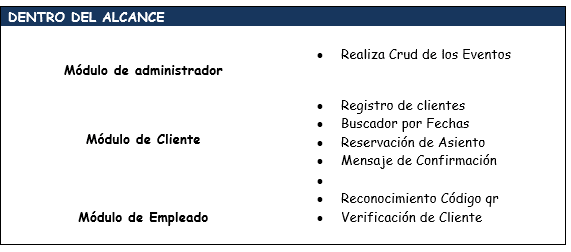 DENTRO DEL ALCANCE
Módulo de administrador
• Realiza Crud de los Eventos
Módulo de Cliente
• Registro de clientes
• Buscador por Fechas
• Reservación de Asiento
• Mensaje de Confirmación
•
Módulo de Empleado
• Reconocimiento Código qr
• Verificación de Cliente